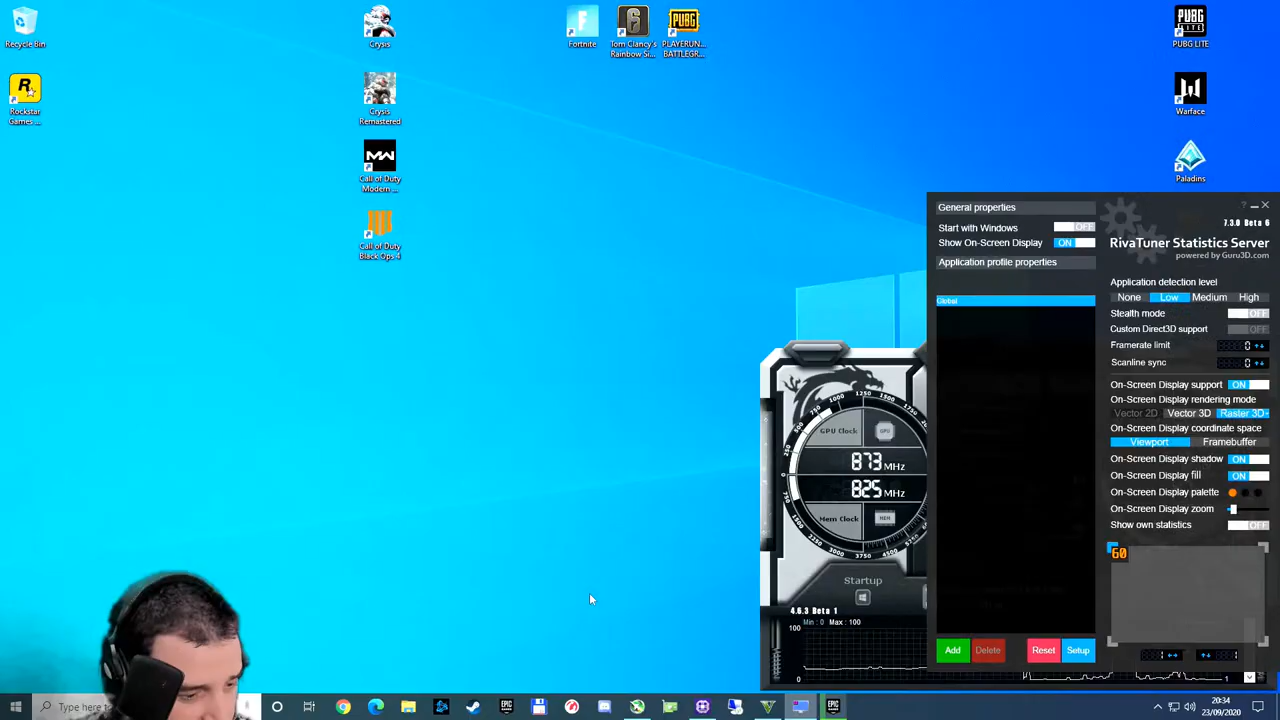 Recycle Bin
Rockstar
Games ...
Crysis
Crysis
Remastered
Call of Duty
Modern ...
Call of Duty
Black Ops 4
Fortnite
Tom Clancy's
Rainbow Si...
PLAYERUN...
BATTLEGR...
PUBG LITE
Warface
Paladins
General properties
Start with Windows
OFF
Show On-Screen Display
ON
Application profile properties
Global
Add
Delete
Reset
Setup
7.3.0 Beta 6
RivaTuner Statistics Server
powered by Guru3D.com
Application detection level
None
Low
Medium
High
Stealth mode
OFF
Custom Direct3D support
OFF
Framerate limit
0
Scanline sync
0
On-Screen Display support
ON
On-Screen Display rendering mode
Vector 2D
Vector 3D
Raster 3D-
On-Screen Display coordinate space
Viewport
Framebuffer
On-Screen Display shadow
ON
On-Screen Display fill
ON
On-Screen Display palette
On-Screen Display zoom
Show own statistics
OFF
60
GPU Clock
GPU
873 MHz
825 MHz
Mem Clock
MEM
Startup
4.6.3 Beta 1
Min : 0 Max : 100
100
0
1
Type h
20:34
23/09/2020